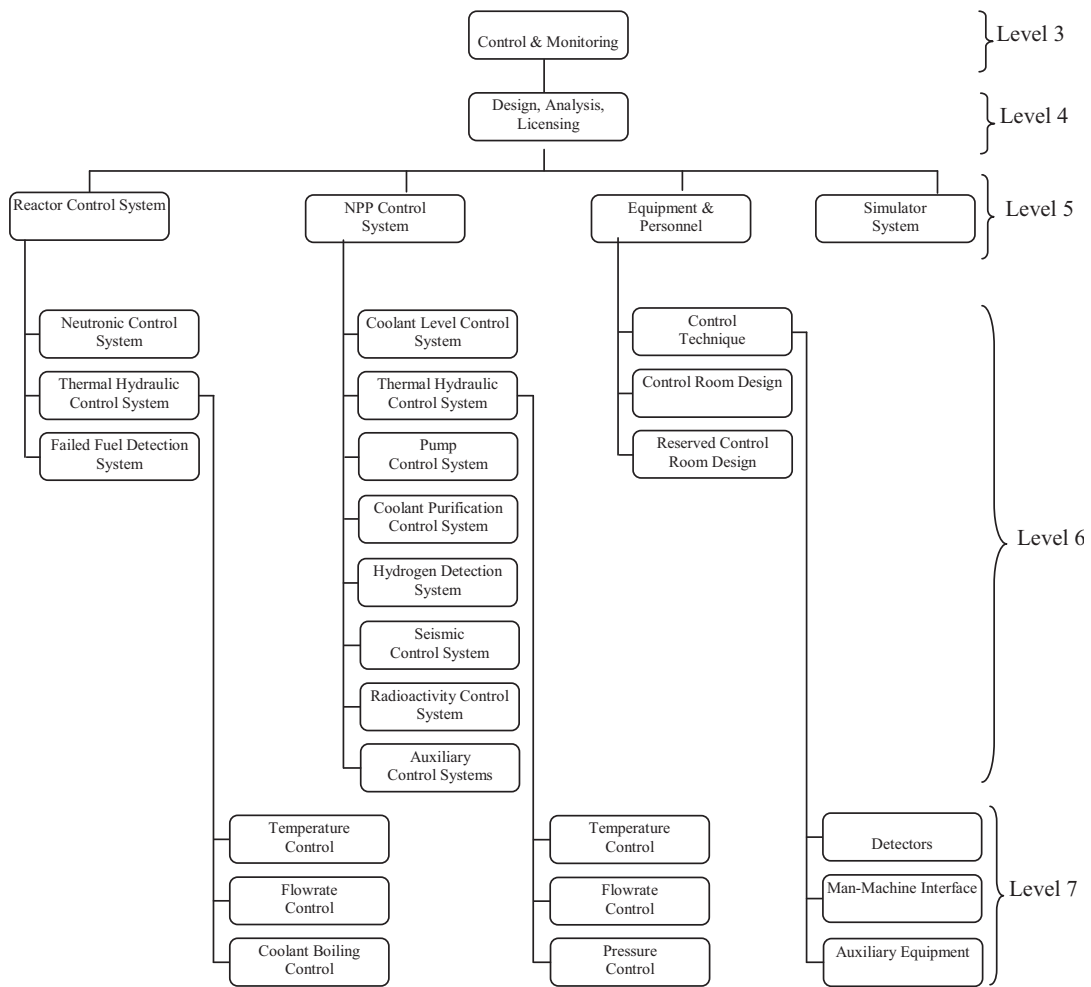 Control & Monitoring
Level 3
Design, Analysis,
Licensing
Level 4
Reactor Control System
NPP Control
System
Equipment &
Personnel
Simulator
System
Level 5
Neutronic Control
System
Thermal Hydraulic
Control System
Failed Fuel Detection
System
Coolant Level Control
System
Thermal Hydraulic
Control System
Pump
Control System
Coolant Purification
Control System
Hydrogen Detection
System
Seismic
Control System
Radioactivity Control
System
Auxiliary
Control Systems
Control
Technique
Control Room Design
Reserved Control
Room Design
Level 6
Temperature
Control
Flowrate
Control
Coolant Boiling
Control
Temperature
Control
Flowrate
Control
Pressure
Control
Detectors
Man-Machine Interface
Auxiliary Equipment
Level 7